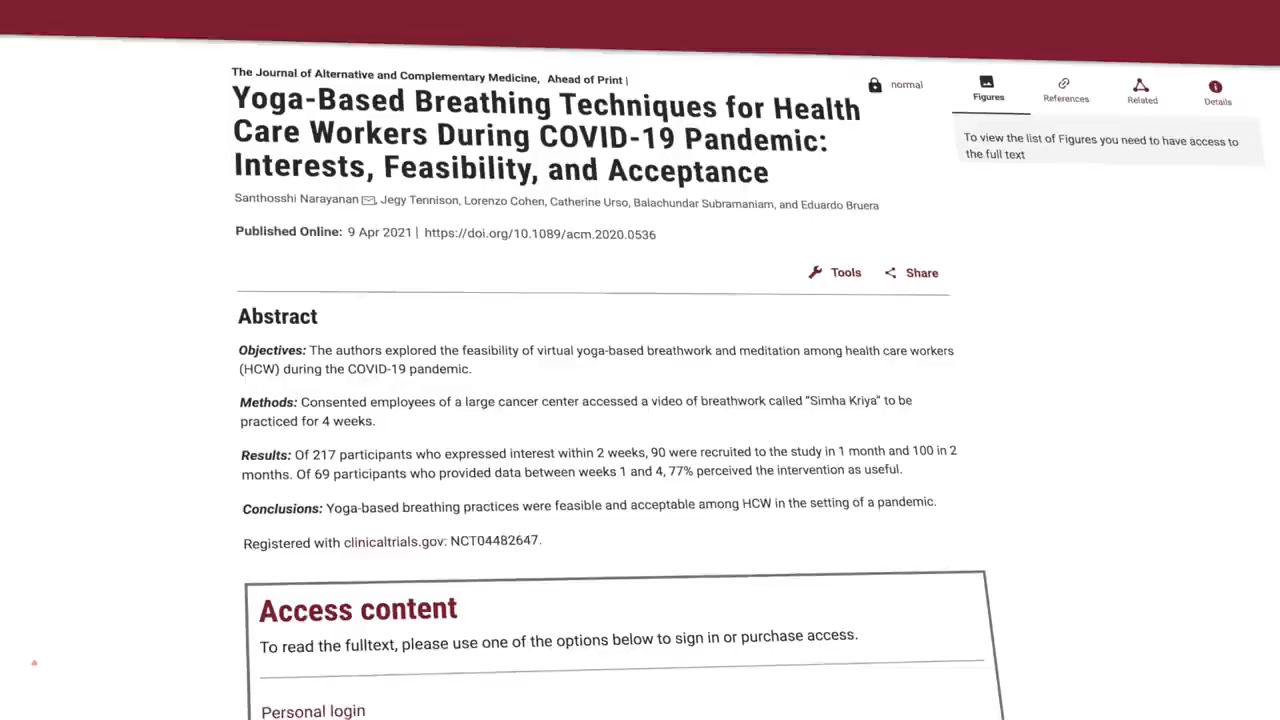 The Journal of Alternative and Complementary Medicine, Ahead of Print |
Yoga-Based Breathing Techniques for Health
Care Workers During COVID-19 Pandemic:
Interests, Feasibility, and Acceptance
Santhosshi Narayanan, Jegy Tennison, Lorenzo Cohen, Catherine Urso, Balachundar Subramaniam, and Eduardo Bruera
Published Online: 9 Apr 2021 | https://doi.org/10.1089/acm.2020.0536
normal
Tools Share
Abstract
Objectives: The authors explored the feasibility of virtual yoga-based breathwork and meditation among health care workers
(HCW) during the COVID-19 pandemic.
Methods: Consented employees of a large cancer center accessed a video of breathwork called "Simha Kriya" to be
practiced for 4 weeks.
Results: Of 217 participants who expressed interest within 2 weeks, 90 were recruited to the study in 1 month and 100 in 2
months. Of 69 participants who provided data between weeks 1 and 4, 77% perceived the intervention as useful.
Conclusions: Yoga-based breathing practices were feasible and acceptable among HCW in the setting of a pandemic.
Registered with clinicaltrials.gov: NCT04482647.
Access content
To read the fulltext, please use one of the options below to sign in or purchase access.
Personal login
Figures References Related Details
To view the list of Figures you need to have access to
the full text